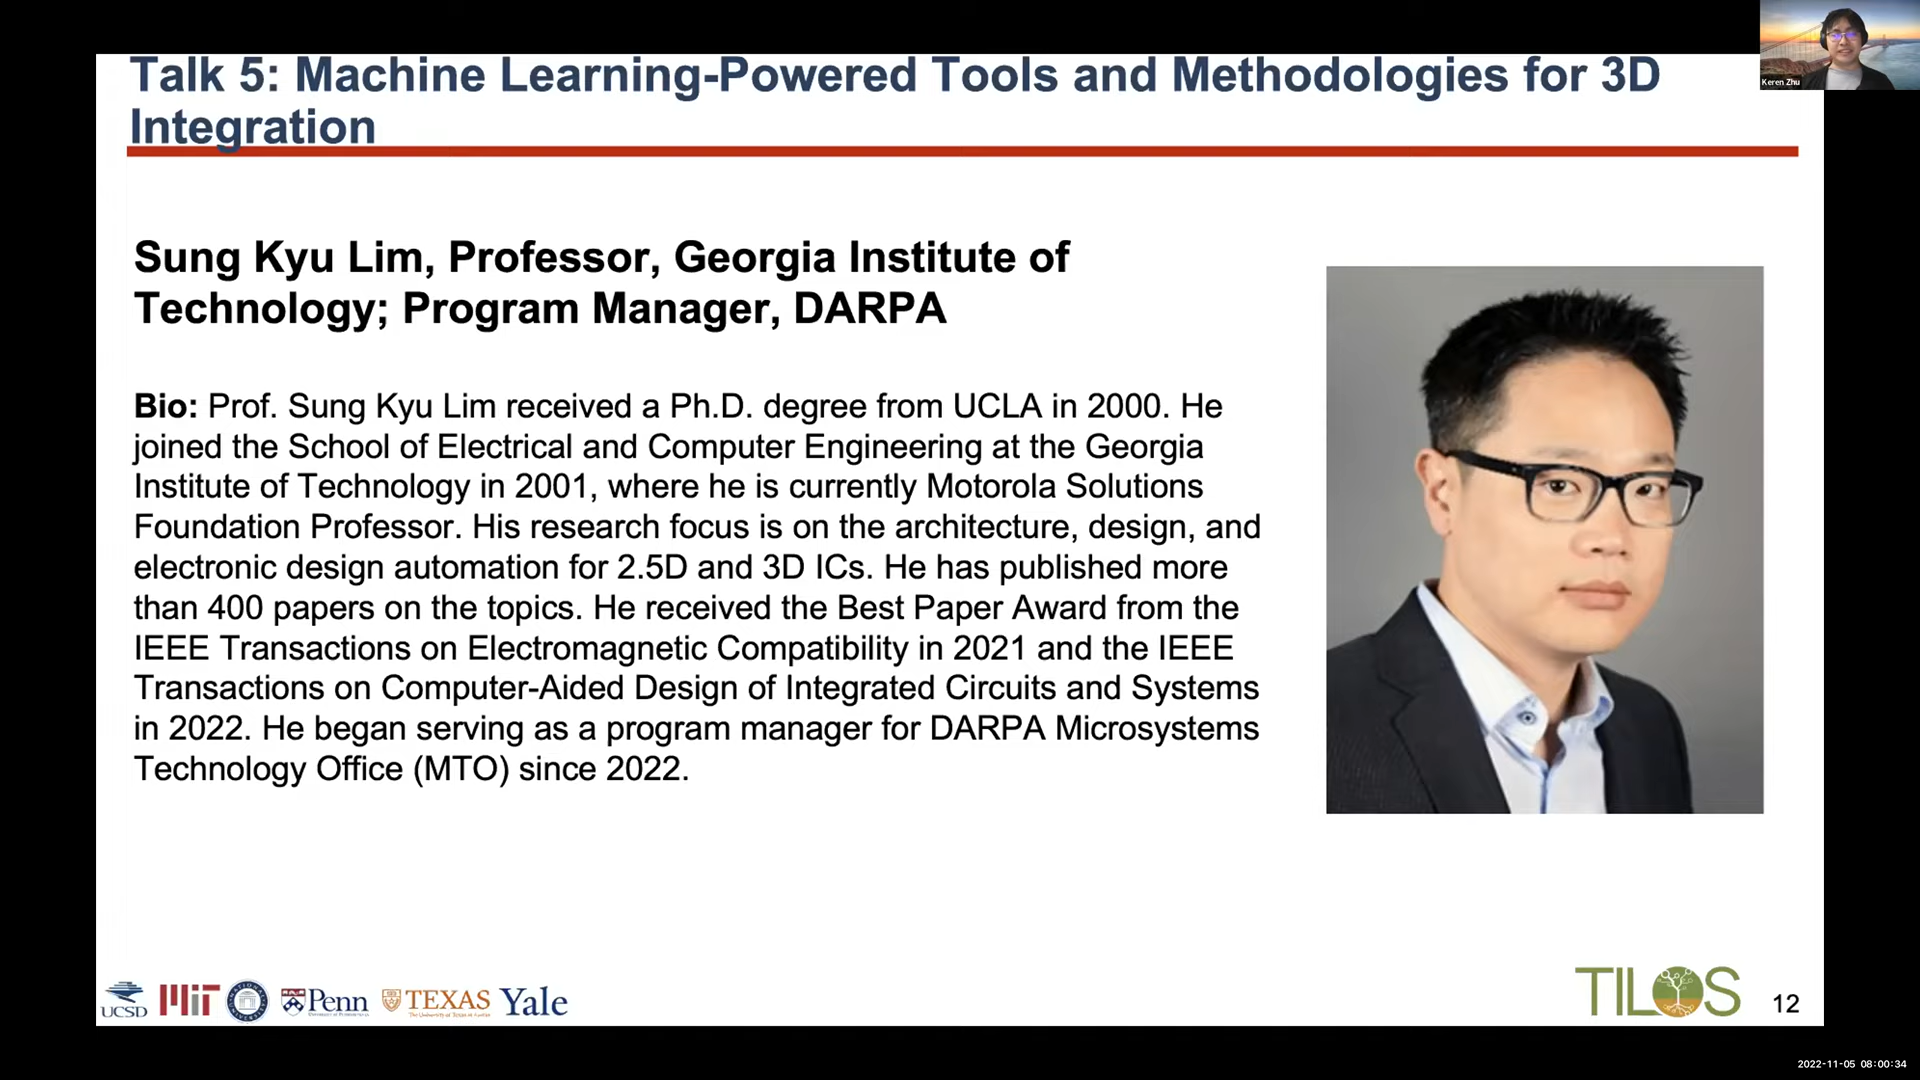 Talk 5: Machine Learning-Powered Tools and Methodologies for 3D
Integration
Keren Zhu
Sung Kyu Lim, Professor, Georgia Institute of
Technology; Program Manager, DARPA
Bio: Prof. Sung Kyu Lim received a Ph.D. degree from UCLA in 2000. He
joined the School of Electrical and Computer Engineering at the Georgia
Institute of Technology in 2001, where he is currently Motorola Solutions
Foundation Professor. His research focus is on the architecture, design, and
electronic design automation for 2.5D and 3D ICs. He has published more
than 400 papers on the topics. He received the Best Paper Award from the
IEEE Transactions on Electromagnetic Compatibility in 2021 and the IEEE
Transactions on Computer-Aided Design of Integrated Circuits and Systems
in 2022. He began serving as a program manager for DARPA Microsystems
Technology Office (MTO) since 2022.
UCSD
MIT
Penn
TEXAS
The University of Texas at Austin
Yale
TILOS
12
2022-11-05 08:00:34